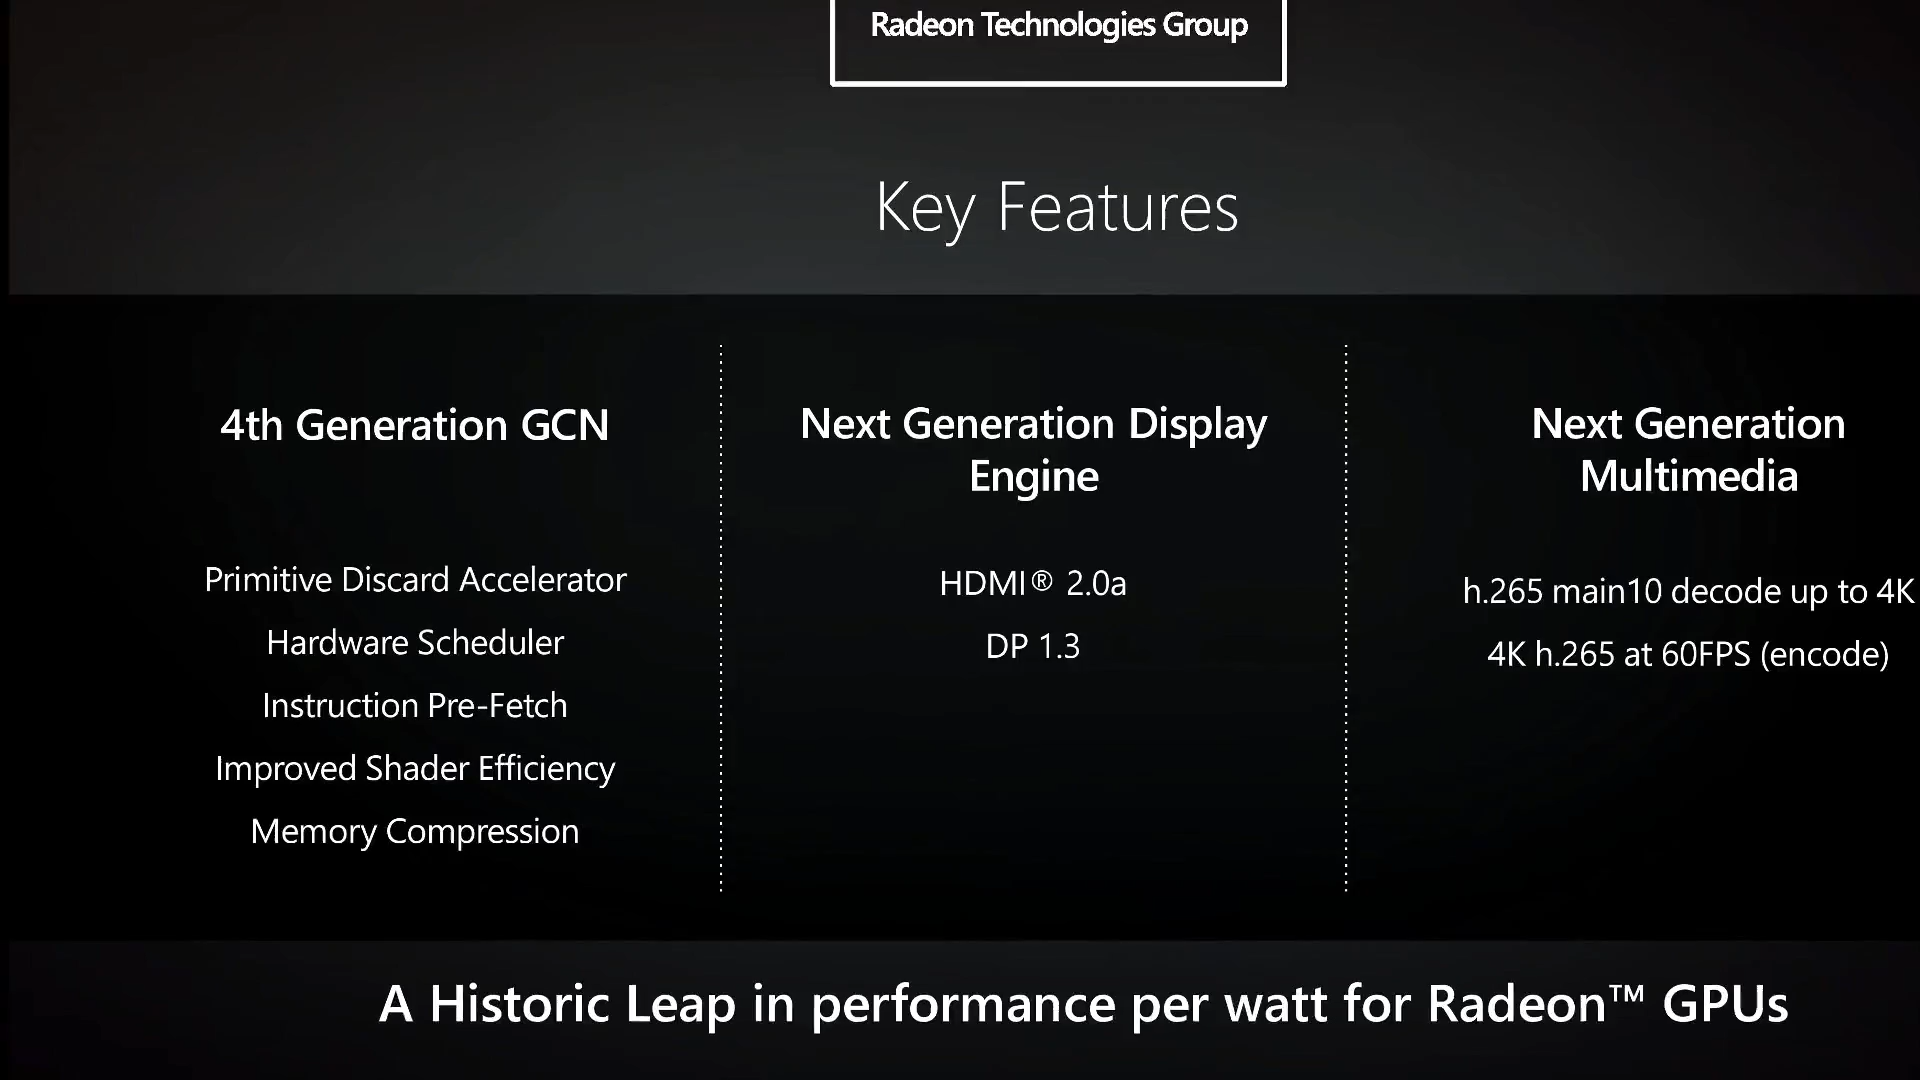 Radeon Technologies Group
Key Features
4th Generation GCN
Primitive Discard Accelerator
Hardware Scheduler
Instruction Pre-Fetch
Improved Shader Efficiency
Memory Compression
Next Generation Display
Engine
HDMI® 2.0a
DP 1.3
Next Generation
Multimedia
h.265 main10 decode up to 4K
4K h.265 at 60FPS (encode)
A Historic Leap in performance per watt for Radeon™ GPUs